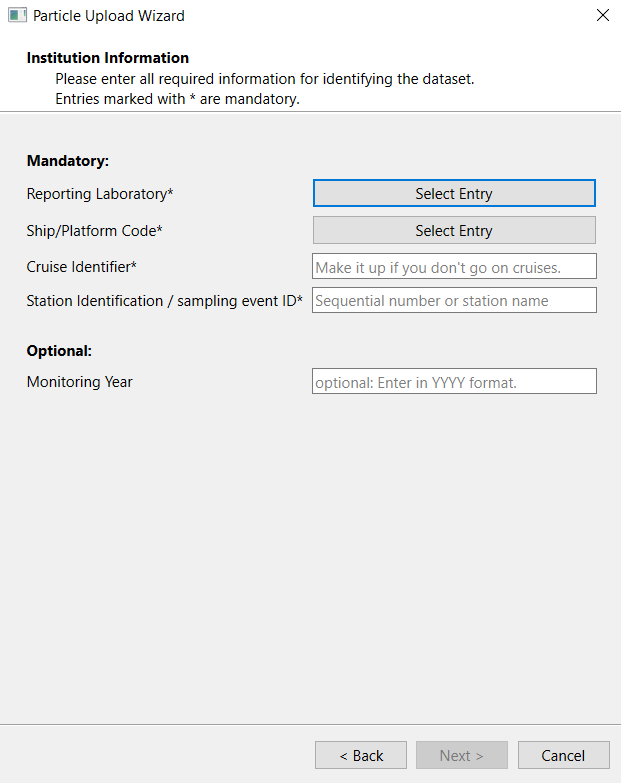 Particle Upload Wizard
Institution Information
Please enter all required information for identifying the dataset.
Entries marked with * are mandatory.
Mandatory:
Reporting Laboratory* Select Entry
Ship/Platform Code* Select Entry
Cruise Identifier* Make it up if you don't go on cruises.
Station Identification / sampling event ID* Sequential number or station name
Optional:
Monitoring Year optional: Enter in YYYY format.
< Back Next > Cancel